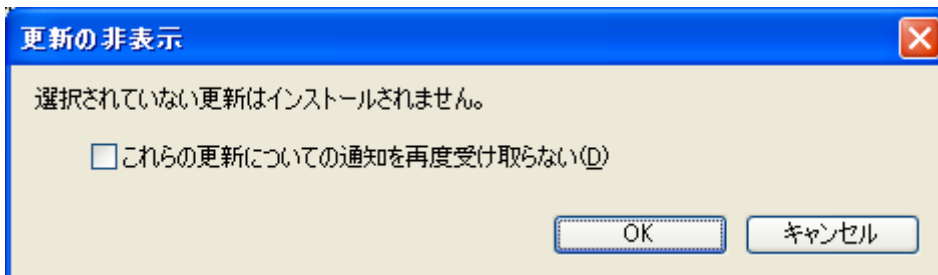 更新の非表示
選択されていない更新はインストールされません。
これらの更新についての通知を再度受け取らない(D)
OK
キャンセル